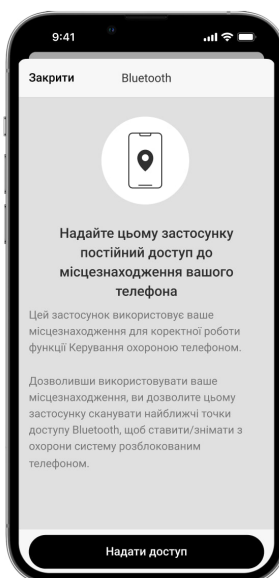 9:41
Закрити Bluetooth
Надайте цьому застосунку
постійний доступ до
місцезнаходження вашого
телефона
Цей застосунок використовує ваше
місцезнаходження для коректної роботи
функції Керування охороною телефоном.
Дозволивши використовувати ваше
місцезнаходження, ви дозволите цьому
застосунку сканувати найближчі точки
доступу Bluetooth, щоб ставити/знімати з
охорони систему розблокованим
телефоном.
Надати доступ